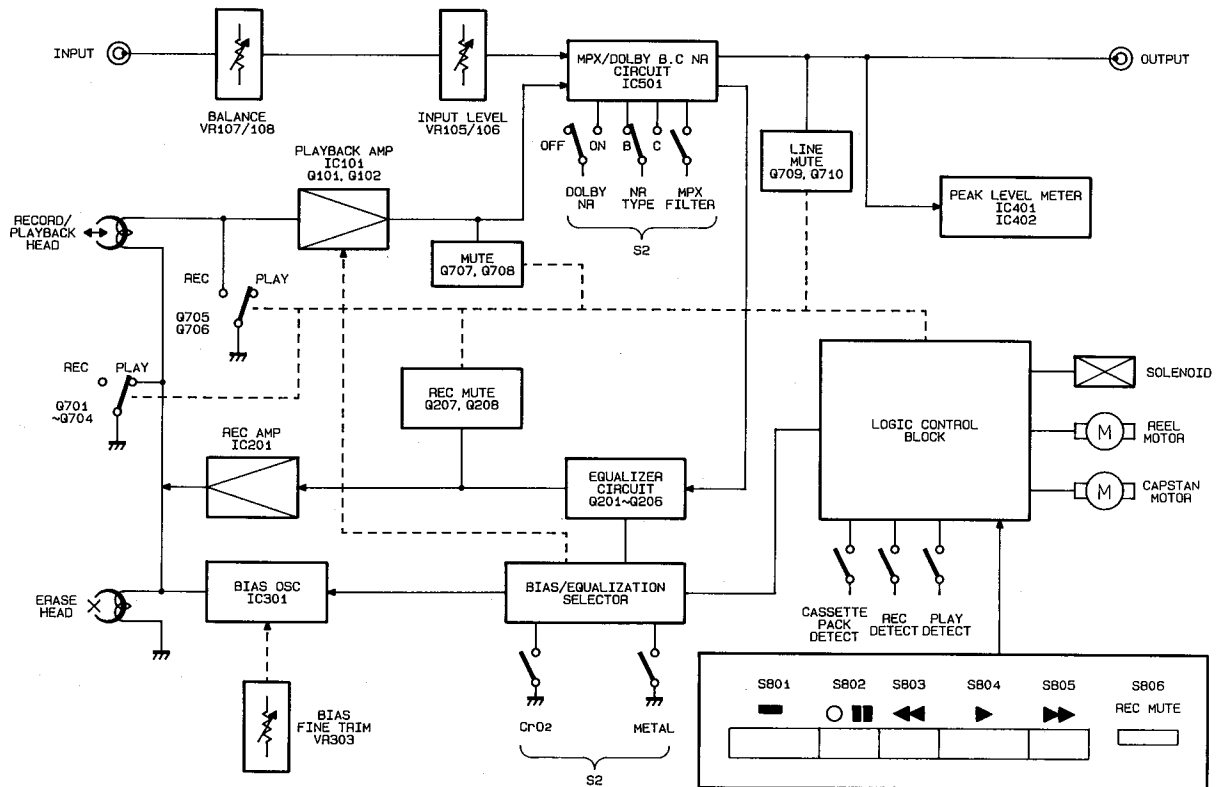 INPUT
BALANCE
VR107/108
INPUT LEVEL
VR105/106
MPX/DOLBY B.C NR
CIRCUIT
IC501
OUTPUT
OFF
ON
B
C
DOLBY
NR
NR
TYPE
MPX
FILTER
S2
LINE
MUTE
Q709, Q710
PEAK LEVEL METER
IC401
IC402
PLAYBACK AMP
IC101
Q101, Q102
RECORD/
PLAYBACK
HEAD
MUTE
Q707, Q708
REC
PLAY
Q705
Q706
REC
PLAY
Q701
~Q704
REC MUTE
Q207, Q208
REC AMP
IC201
EQUALIZER
CIRCUIT
Q201~Q206
LOGIC CONTROL
BLOCK
SOLENOID
M
REEL
MOTOR
M
CAPSTAN
MOTOR
CASSETTE
PACK
DETECT
REC
DETECT
PLAY
DETECT
ERASE
HEAD
BIAS OSC
IC301
BIAS/EQUALIZATION
SELECTOR
BIAS
FINE TRIM
VR303
CrO2
METAL
S2
S801
S802
S803
S804
S805
S806
REC MUTE